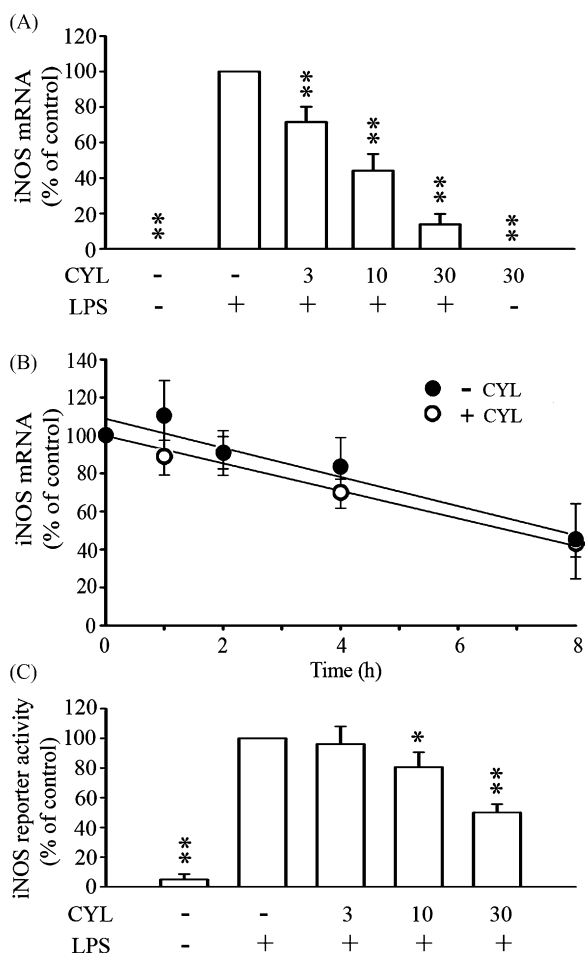 (A)
iNOS mRNA
(% of control)
120
100
80
60
40
20
0
** ** ** ** **
CYL - - 3 10 30 30
LPS - + + + + -
(B)
iNOS mRNA
(% of control)
140
120
100
80
60
40
20
0
- CYL
+ CYL
0 2 4 6 8
Time (h)
(C)
iNOS reporter activity
(% of control)
120
100
80
60
40
20
0
** * **
CYL - - 3 10 30
LPS - + + + +